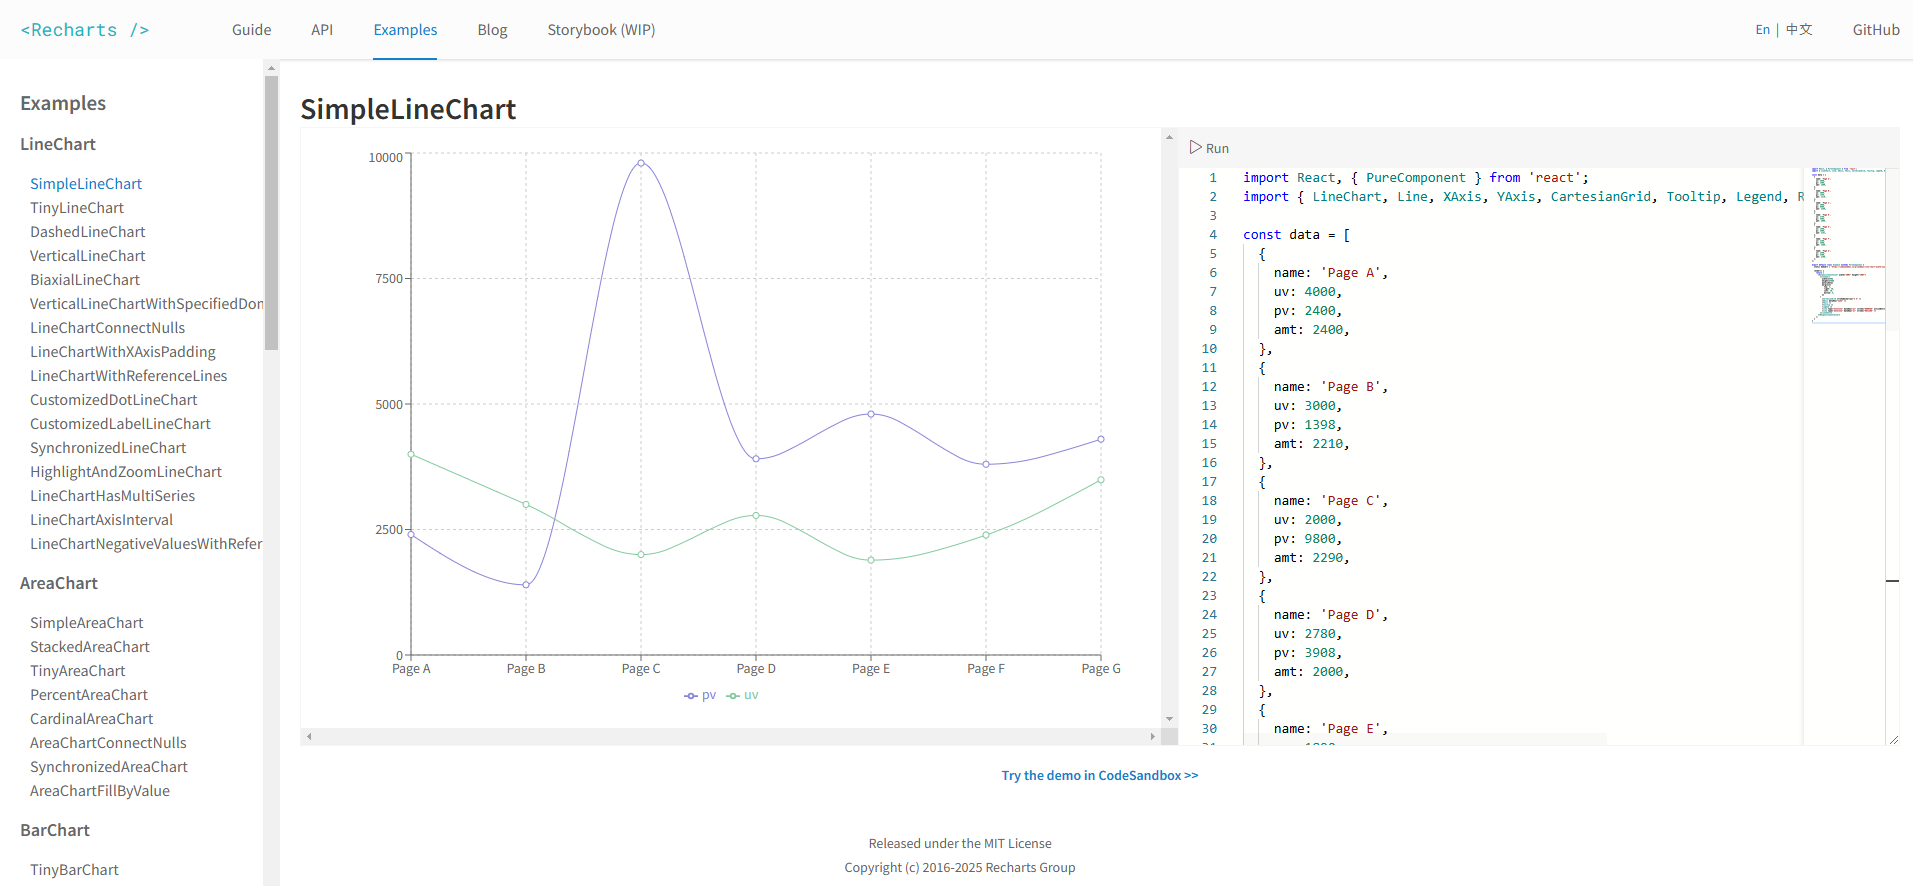 <Recharts />
Guide
API
Examples
Blog
Storybook (WIP)
En | 中文
GitHub
Examples
LineChart
SimpleLineChart
TinyLineChart
DashedLineChart
VerticalLineChart
BiaxialLineChart
VerticalLineChartWithSpecifiedDon
LineChartConnectNulls
LineChartWithXAxisPadding
LineChartWithReferenceLines
CustomizedDotLineChart
CustomizedLabelLineChart
SynchronizedLineChart
HighlightAndZoomLineChart
LineChartHasMultiSeries
LineChartAxisInterval
LineChartNegativeValuesWithRefer
AreaChart
SimpleAreaChart
StackedAreaChart
TinyAreaChart
PercentAreaChart
CardinalAreaChart
AreaChartConnectNulls
SynchronizedAreaChart
AreaChartFillByValue
BarChart
TinyBarChart
SimpleLineChart
10000
7500
5000
2500
0
Page A Page B Page C Page D Page E Page F Page G
pv uv
Run
1 import React, { PureComponent } from 'react';
2 import { LineChart, Line, XAxis, YAxis, CartesianGrid, Tooltip, Legend, R
3
4 const data = [
5 {
6 name: 'Page A',
7 uv: 4000,
8 pv: 2400,
9 amt: 2400,
10 },
11 {
12 name: 'Page B',
13 uv: 3000,
14 pv: 1398,
15 amt: 2210,
16 },
17 {
18 name: 'Page C',
19 uv: 2000,
20 pv: 9800,
21 amt: 2290,
22 },
23 {
24 name: 'Page D',
25 uv: 2780,
26 pv: 3908,
27 amt: 2000,
28 },
29 {
30 name: 'Page E',
Try the demo in CodeSandbox >>
Released under the MIT License
Copyright (c) 2016-2025 Recharts Group